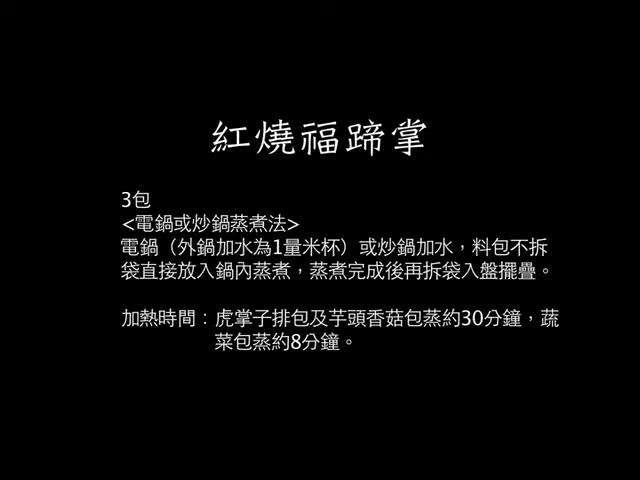 紅燒福蹄掌
3包
<電鍋或炒鍋蒸煮法>
電鍋（外鍋加水為1量米杯）或炒鍋加水，料包不拆
袋直接放入鍋內蒸煮，蒸煮完成後再拆袋入盤擺疊。
加熱時間：虎掌子排包及芋頭香菇包蒸約30分鐘，蔬
菜包蒸約8分鐘。